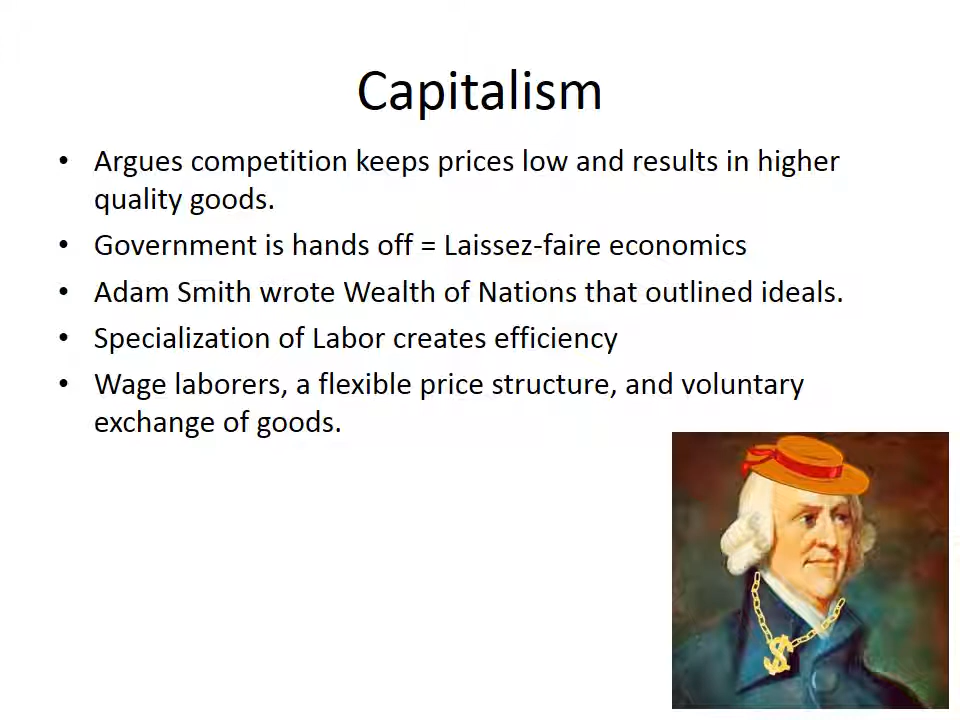 Capitalism
• Argues competition keeps prices low and results in higher
quality goods.
• Government is hands off = Laissez-faire economics
• Adam Smith wrote Wealth of Nations that outlined ideals.
• Specialization of Labor creates efficiency
• Wage laborers, a flexible price structure, and voluntary
exchange of goods.
$